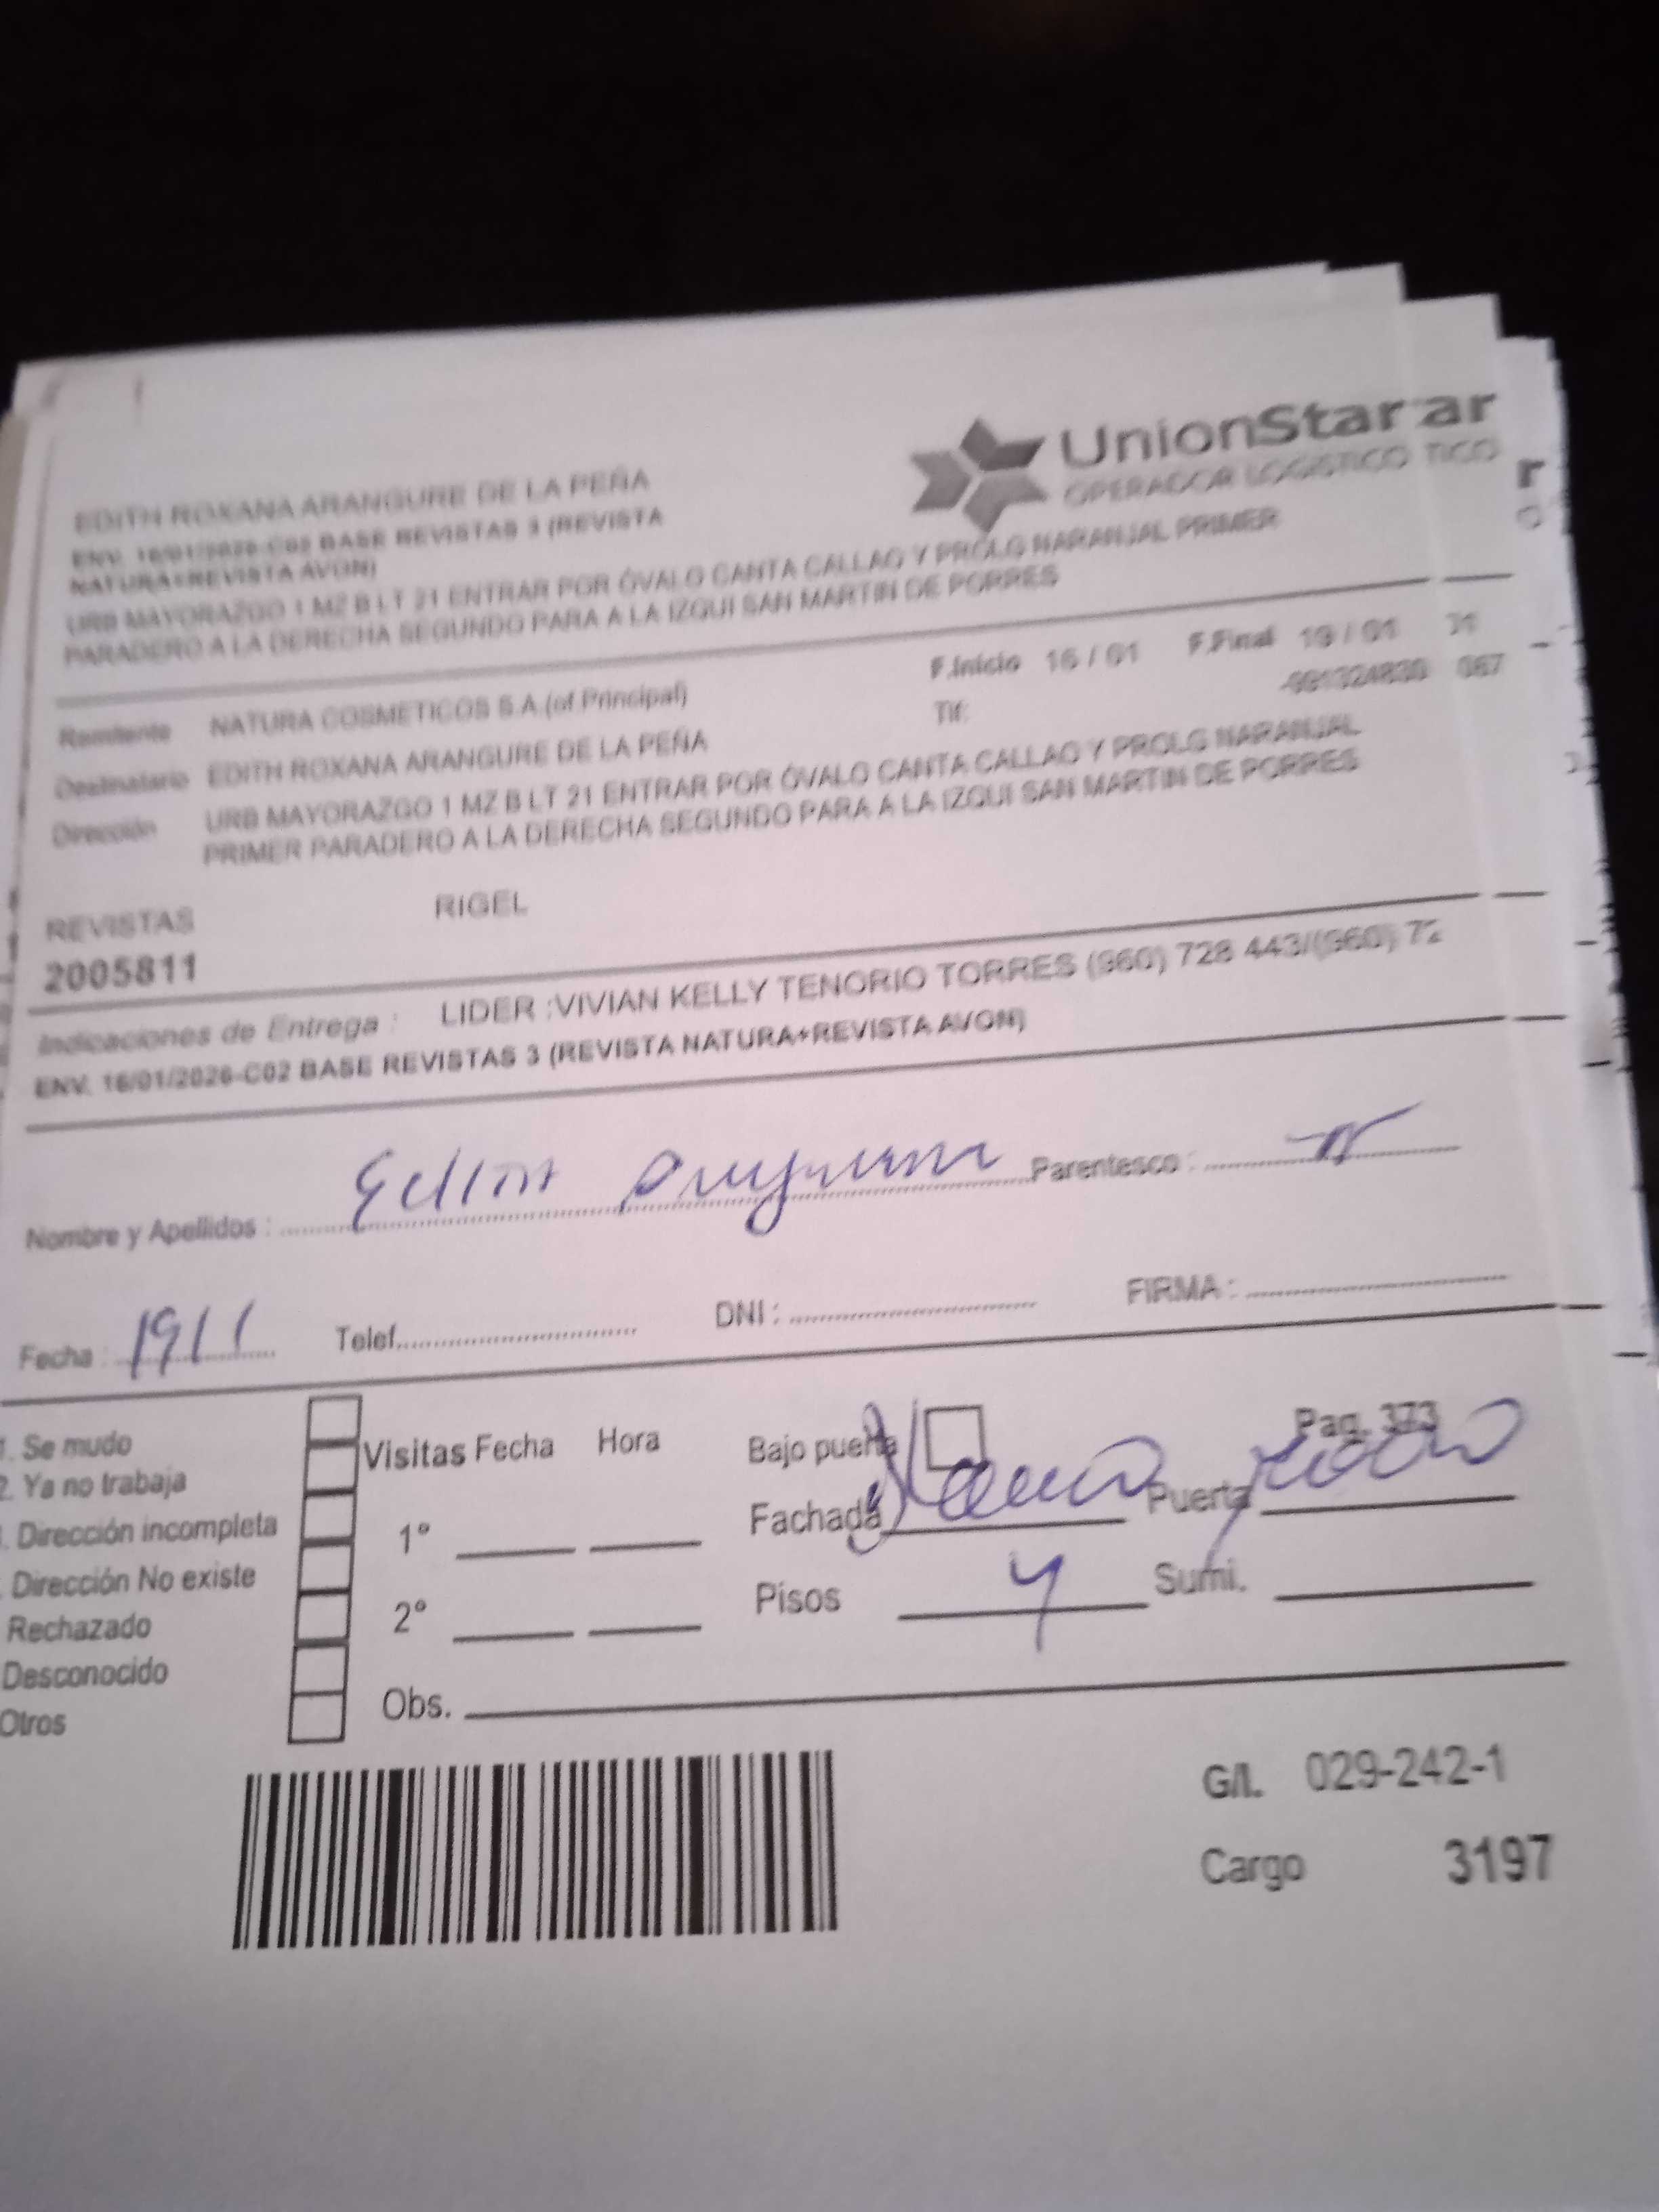 UnionStar ar
OPERADOR LOGISTICO TICO
EDITH ROXANA ARANGURE DE LA PEÑA
ENV. 16/01/2026-C02 BASE REVISTAS 3 (REVISTA
NATURA+REVISTA AVON)
URB MAYORAZGO 1 MZ B LT 21 ENTRAR POR ÓVALO CANTA CALLAO Y PROLG NARANJAL PRIMER
PARADERO A LA DERECHA SEGUNDO PARA A LA IZQUI SAN MARTIN DE PORRES
F.Inicio 16 / 01 F.Final 19 / 01
Remitente NATURA COSMETICOS S.A.(of.Principal) Tlf:
Destinatario EDITH ROXANA ARANGURE DE LA PEÑA
Dirección URB MAYORAZGO 1 MZ B LT 21 ENTRAR POR ÓVALO CANTA CALLAO Y PROLG NARANJAL
PRIMER PARADERO A LA DERECHA SEGUNDO PARA A LA IZQUI SAN MARTIN DE PORRES
REVISTAS RIGEL
2005811
Indicaciones de Entrega : LIDER :VIVIAN KELLY TENORIO TORRES (960) 728 443/(960) 72
ENV. 16/01/2026-C02 BASE REVISTAS 3 (REVISTA NATURA+REVISTA AVON)
Nombre y Apellidos : Parentesco :
Fecha : 19/1 Telef. DNI : FIRMA :
1. Se mudo
2. Ya no trabaja
. Dirección incompleta
. Dirección No existe
Rechazado
Desconocido
Otros
Visitas Fecha Hora
1º
2º
Obs.
Bajo puerta Pag. 373
Fachada Puerta
Pisos 4 Sumi.
G/I. 029-242-1
Cargo 3197